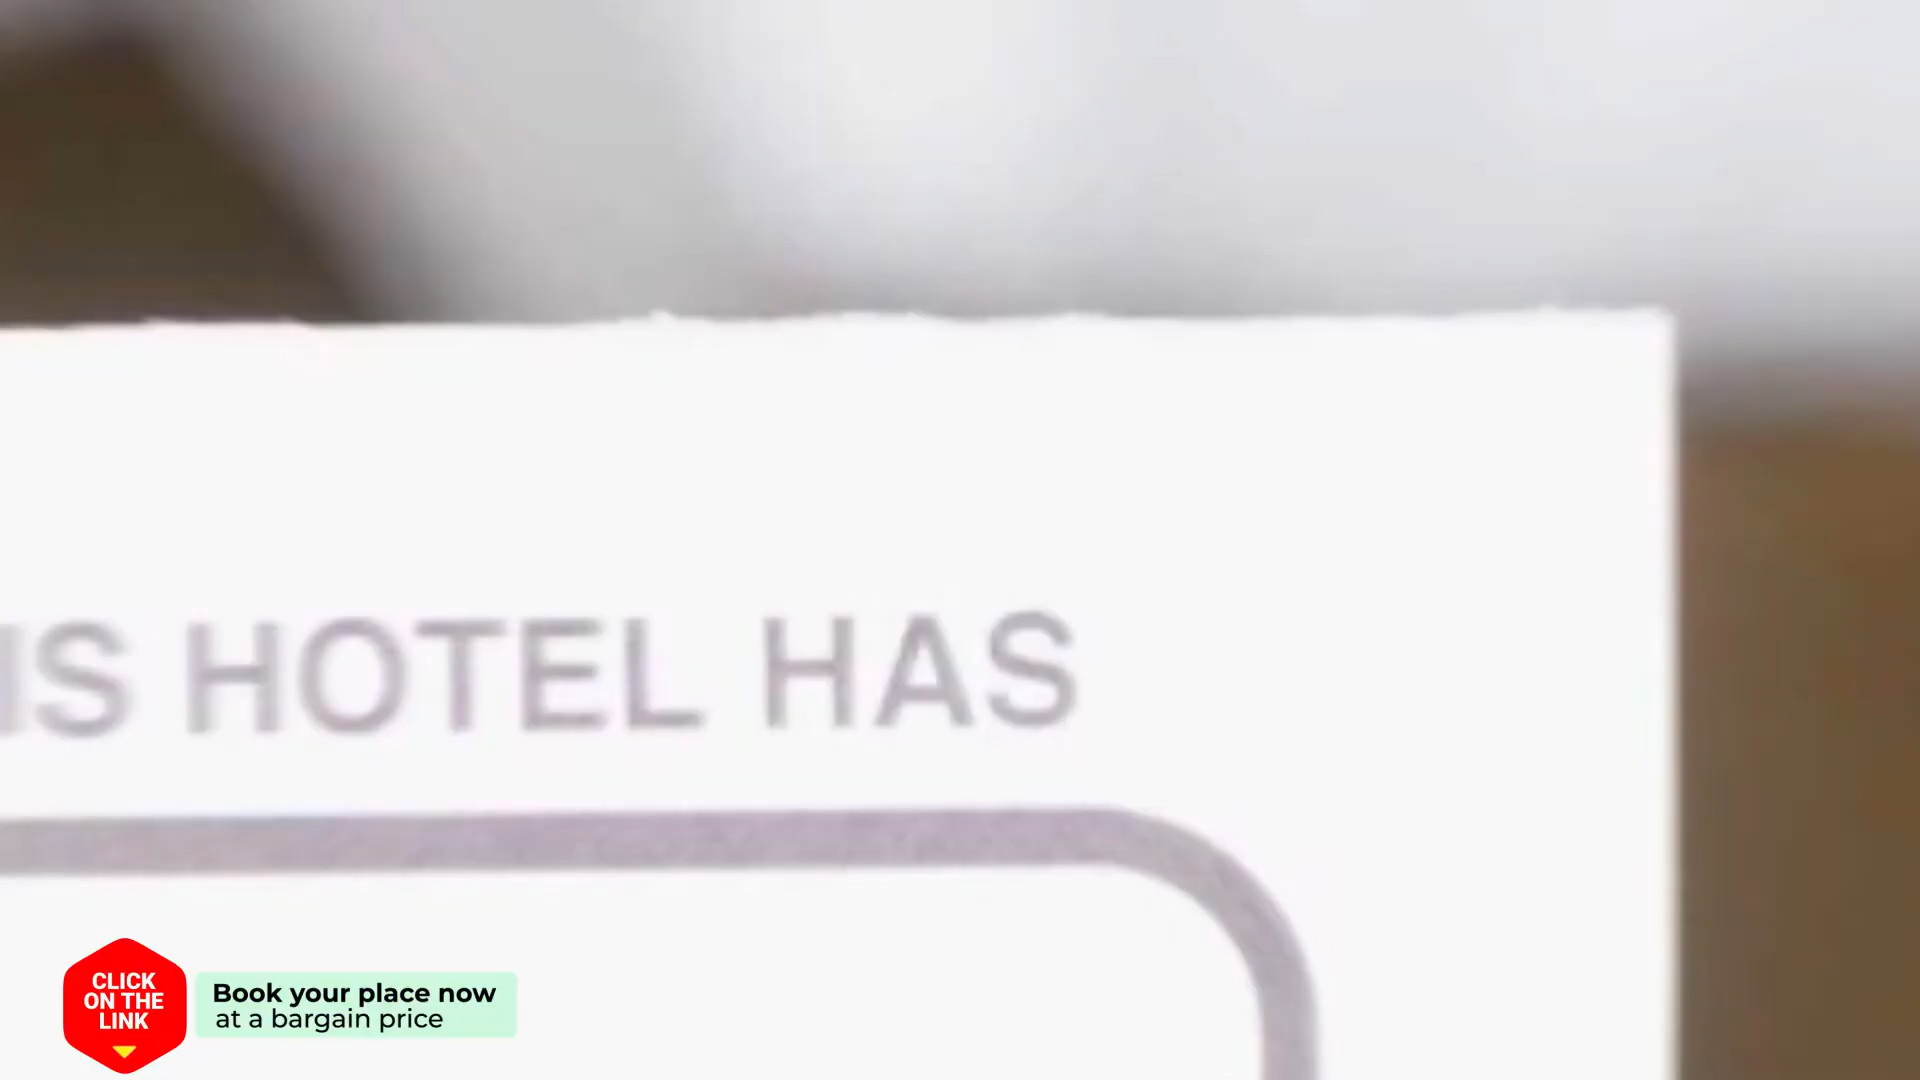 HOTEL HAS
CLICK
ON THE
LINK
Book your place now
at a bargain price